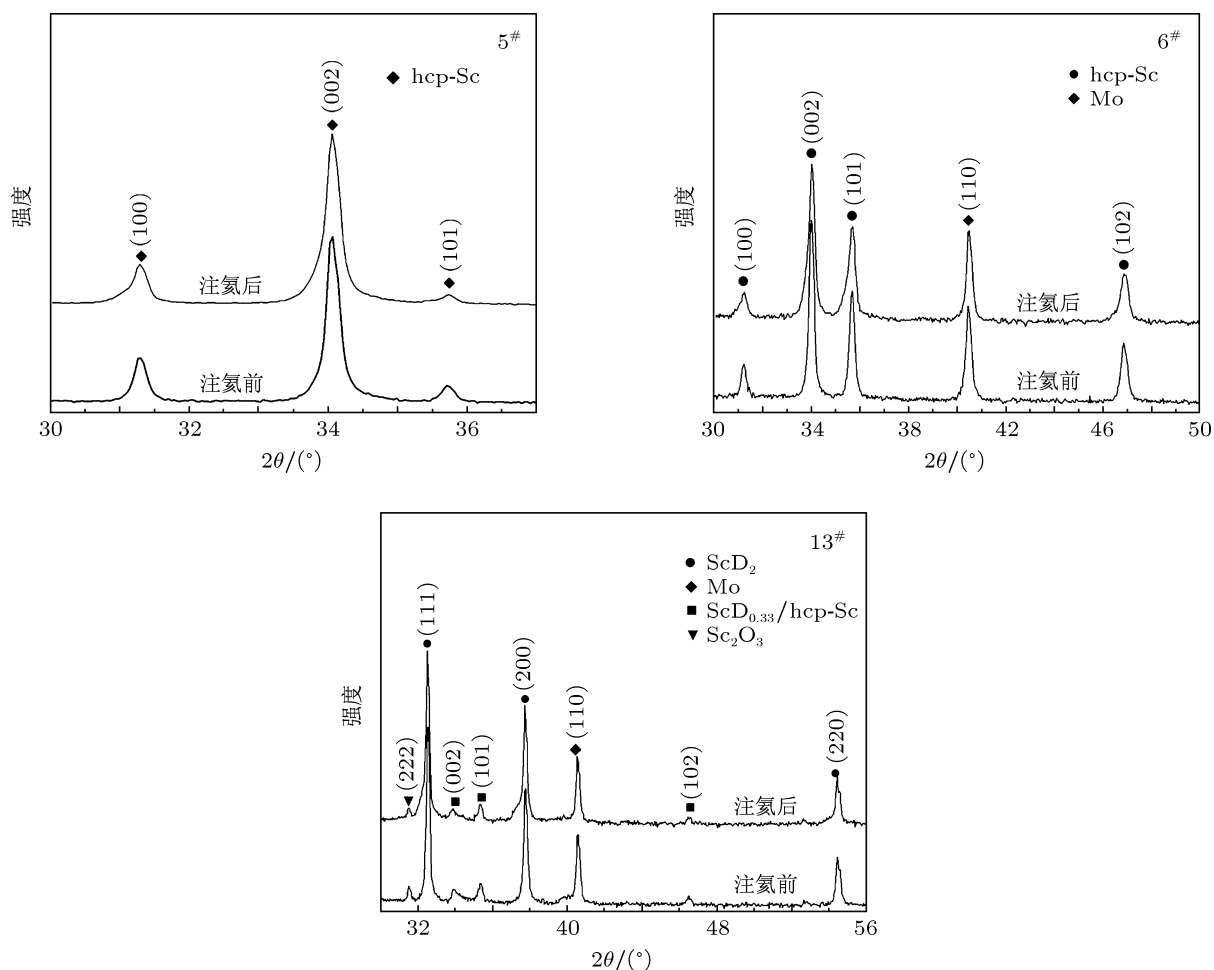 5#
◆ hcp-Sc
(100)
(002)
(101)
注氦后
注氦前
强度
30 32 34 36
2θ/(°)
6#
● hcp-Sc
◆ Mo
(100)
(002)
(101)
(110)
(102)
注氦后
注氦前
强度
30 34 38 42 46 50
2θ/(°)
13#
● ScD₂
◆ Mo
■ ScD₀.₃₃/hcp-Sc
▼ Sc₂O₃
(222)
(111)
(002)
(101)
(200)
(110)
(102)
(220)
注氦后
注氦前
强度
32 40 48 56
2θ/(°)